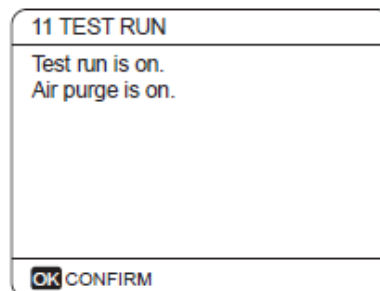 11 TEST RUN
Test run is on.
Air purge is on.
OK CONFIRM